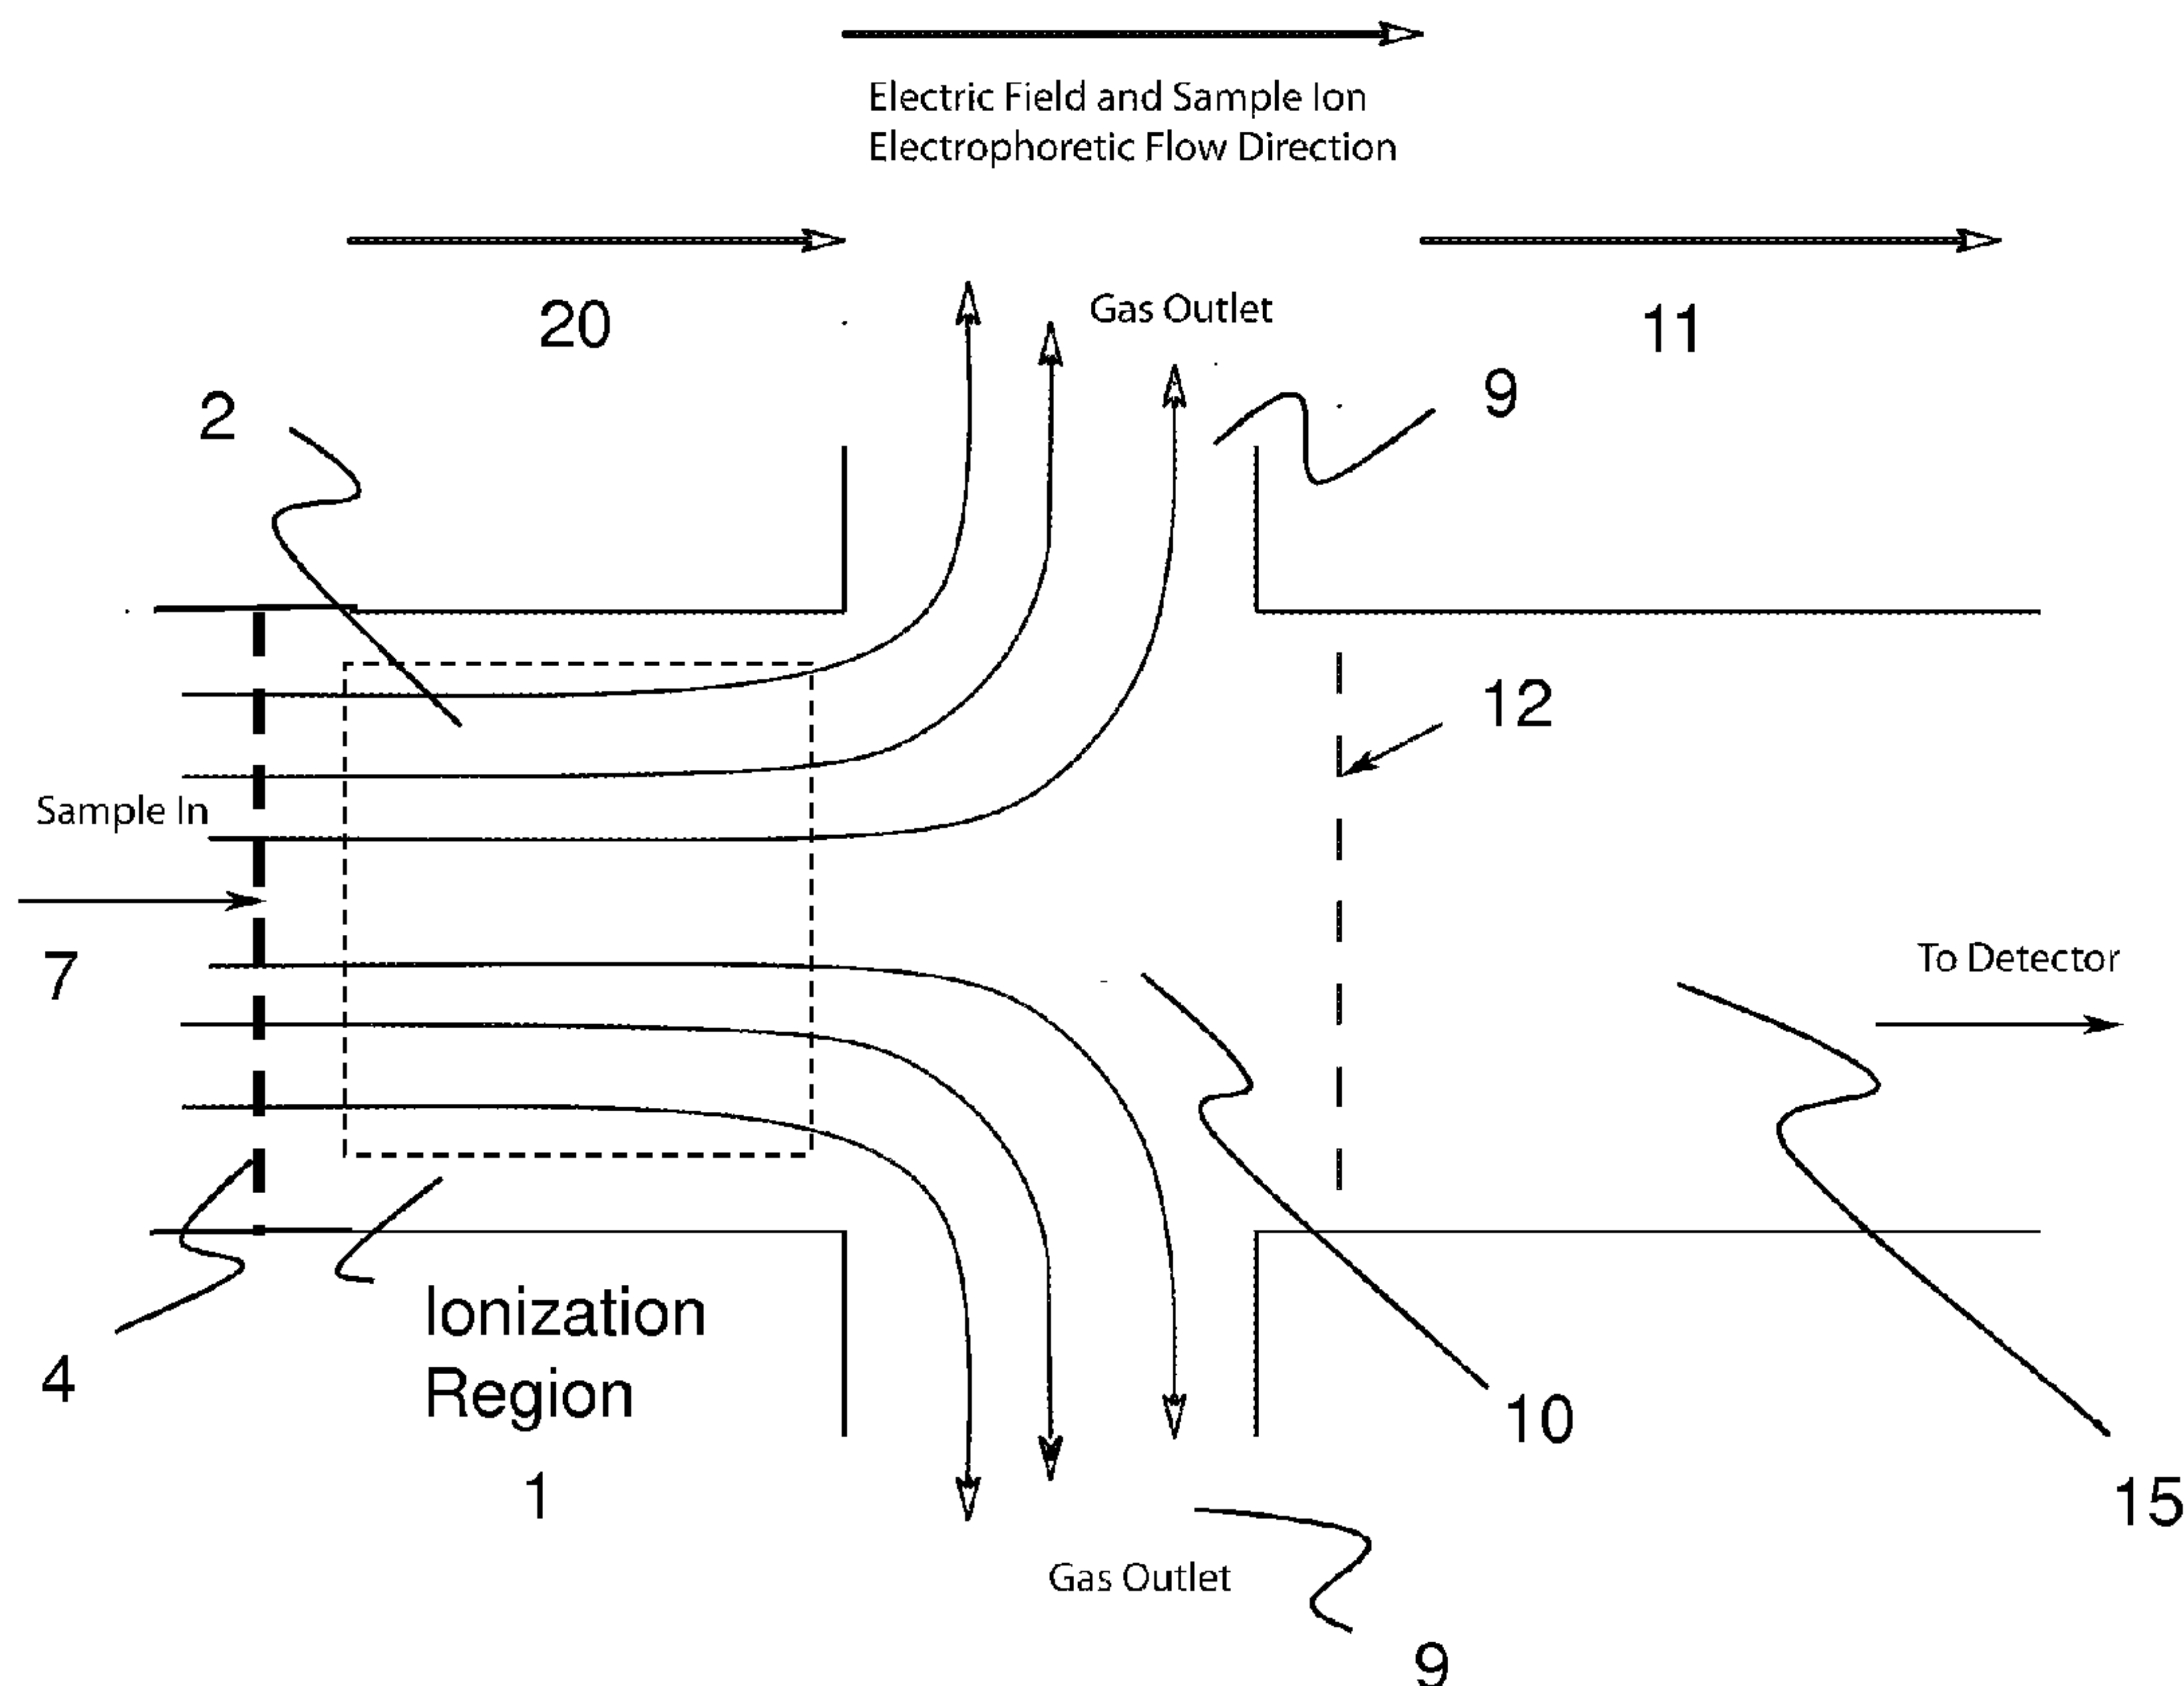 Electric Field and Sample Ion
Electrophoretic Flow Direction
20
Gas Outlet
11
2
9
12
Sample In
7
To Detector
4
Ionization
Region
1
10
15
Gas Outlet
9